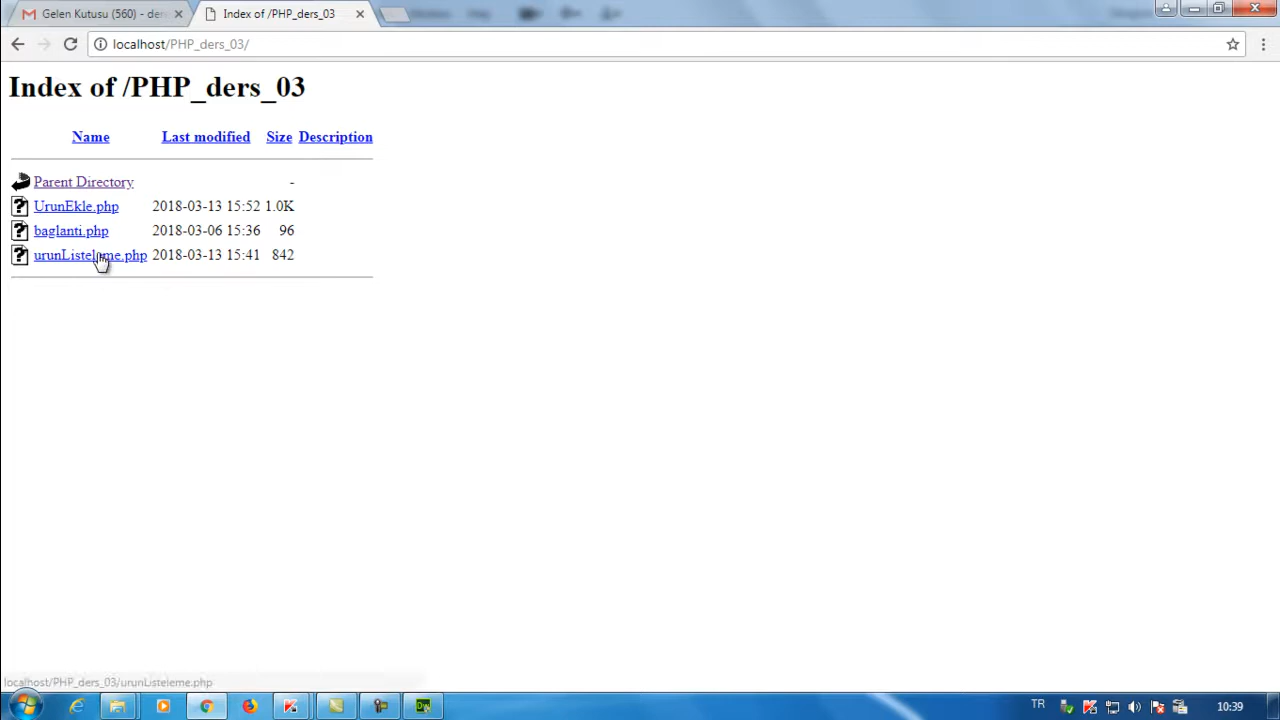 Gelen Kutusu (560) - ders
Index of /PHP_ders_03
localhost/PHP_ders_03/
Index of /PHP_ders_03
Name Last modified Size Description
Parent Directory -
UrunEkle.php 2018-03-13 15:52 1.0K
baglanti.php 2018-03-06 15:36 96
urunListeleme.php 2018-03-13 15:41 842
localhost/PHP_ders_03/urunListeleme.php
TR
10:39